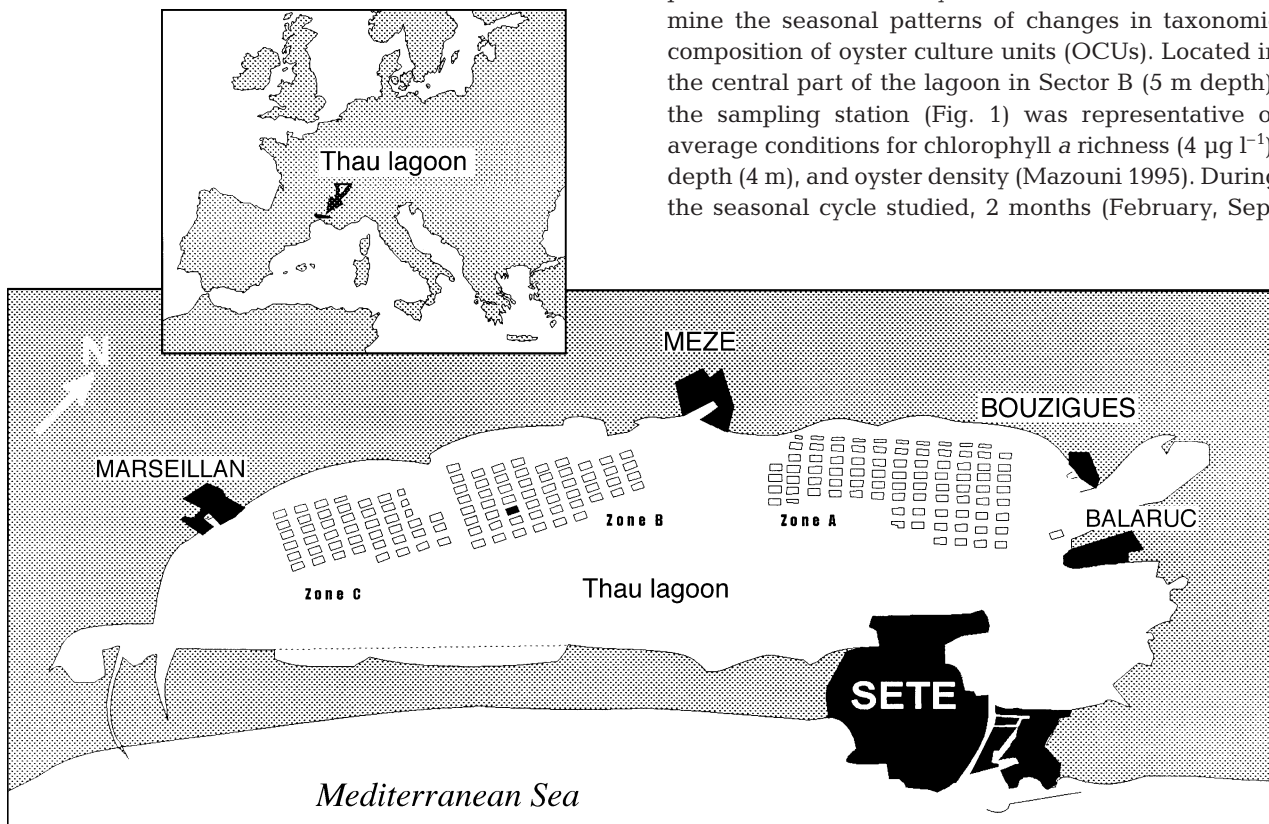 mine the seasonal patterns of changes in taxonomi
composition of oyster culture units (OCUs). Located in
the central part of the lagoon in Sector B (5 m depth)
the sampling station (Fig. 1) was representative o
average conditions for chlorophyll a richness (4 µg l⁻¹)
depth (4 m), and oyster density (Mazouni 1995). During
the seasonal cycle studied, 2 months (February, Sep
Thau lagoon
N
MEZE
BOUZIGUES
MARSEILLAN
BALARUC
Zone B
Zone A
Zone C
Thau lagoon
SETE
Mediterranean Sea